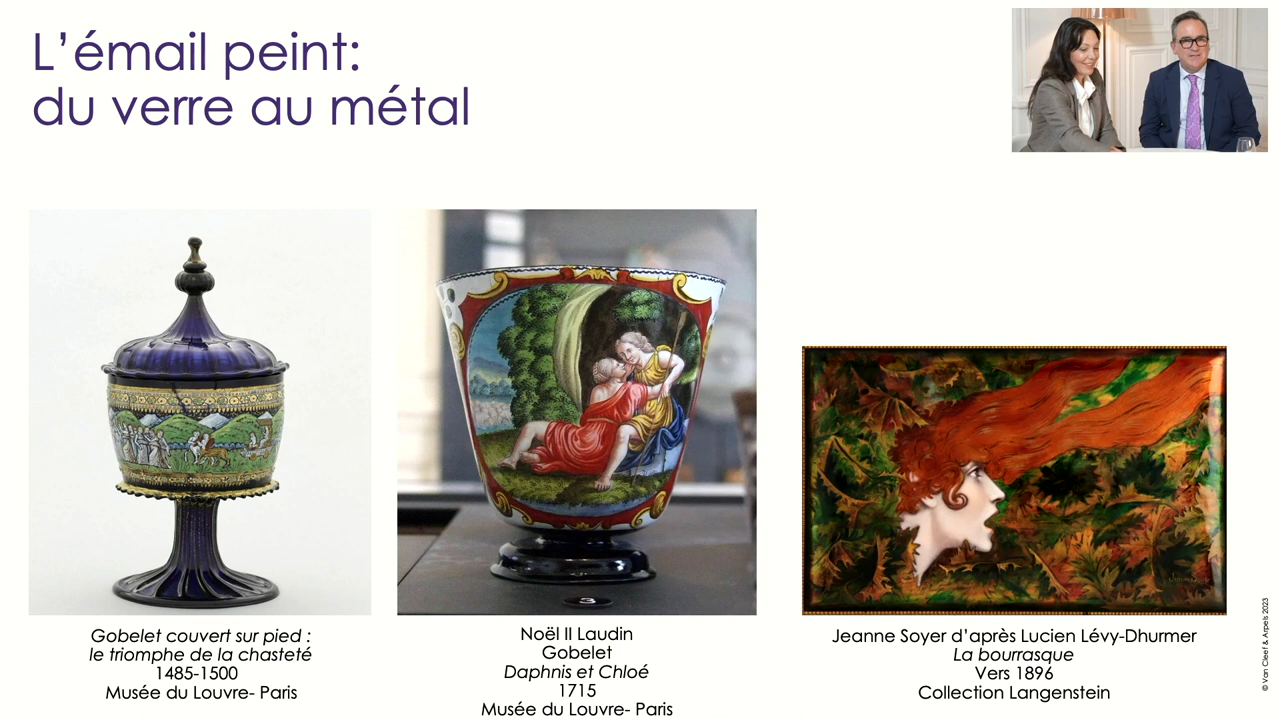 L’émail peint:
du verre au métal
Gobelet couvert sur pied :
le triomphe de la chasteté
1485-1500
Musée du Louvre- Paris
Noël II Laudin
Gobelet
Daphnis et Chloé
1715
Musée du Louvre- Paris
Jeanne Soyer d’après Lucien Lévy-Dhurmer
La bourrasque
Vers 1896
Collection Langenstein
© Van Cleef & Arpels 2023
3